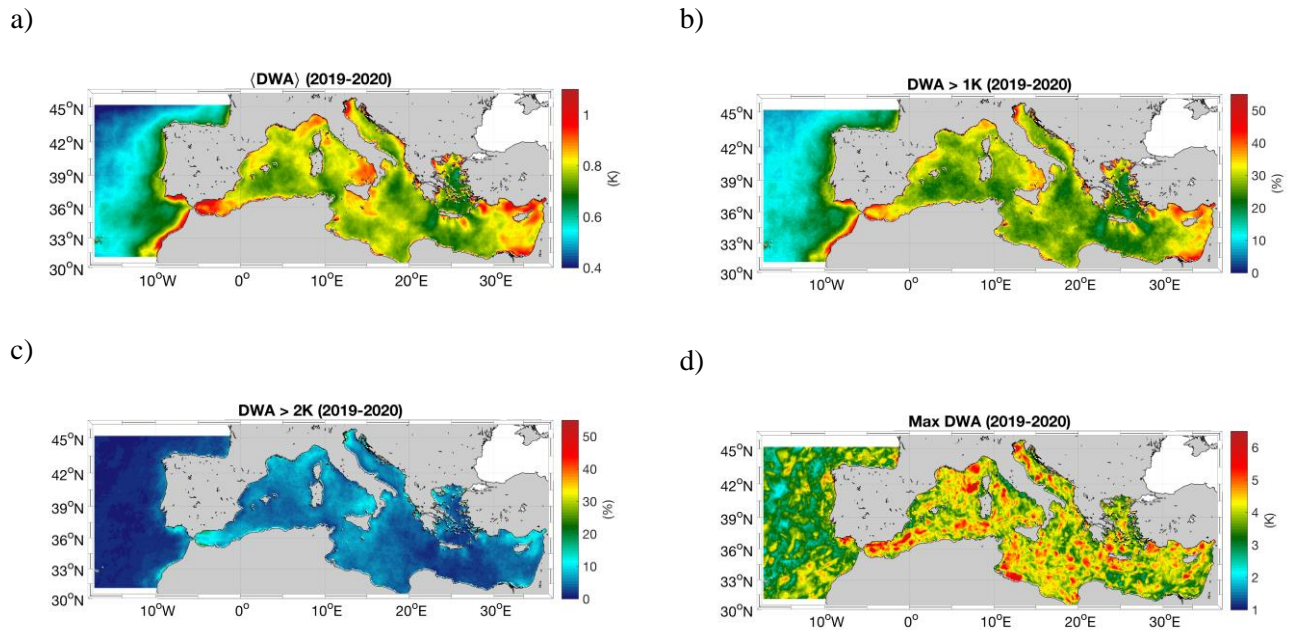 a)
⟨DWA⟩ (2019-2020)
45°N
42°N
39°N
36°N
33°N
30°N
10°W 0° 10°E 20°E 30°E
1
0.8
0.6
0.4
(K)
b)
DWA > 1K (2019-2020)
45°N
42°N
39°N
36°N
33°N
30°N
10°W 0° 10°E 20°E 30°E
50
40
30
20
10
0
(%)
c)
DWA > 2K (2019-2020)
45°N
42°N
39°N
36°N
33°N
30°N
10°W 0° 10°E 20°E 30°E
50
40
30
20
10
0
(%)
d)
Max DWA (2019-2020)
45°N
42°N
39°N
36°N
33°N
30°N
10°W 0° 10°E 20°E 30°E
6
5
4
3
2
1
(K)